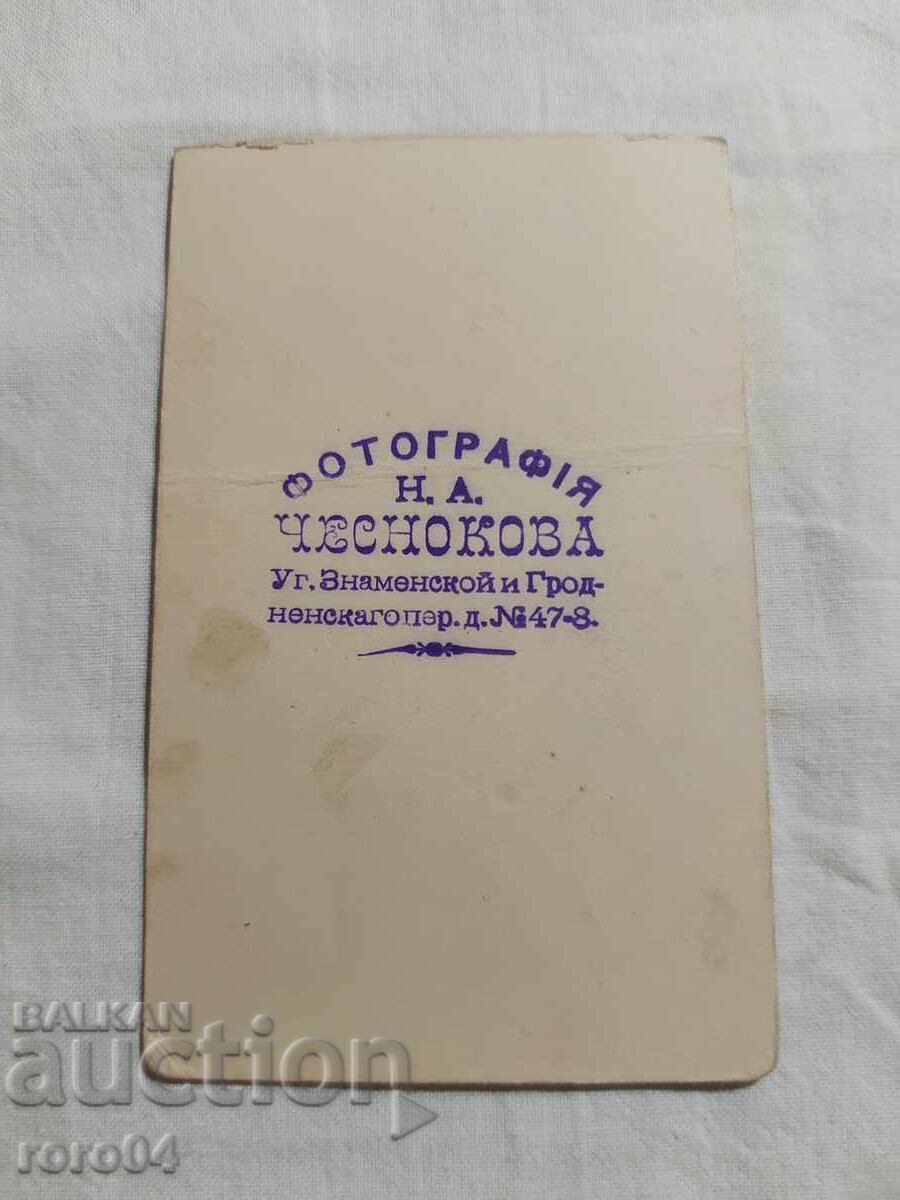 ФОТОГРАФІЯ
Н. А.
ЧЕСНОКОВА
Уг. Знаменской и Грод-
ненскаго пер. д. №47-8.
BALKAN
auction
roro04